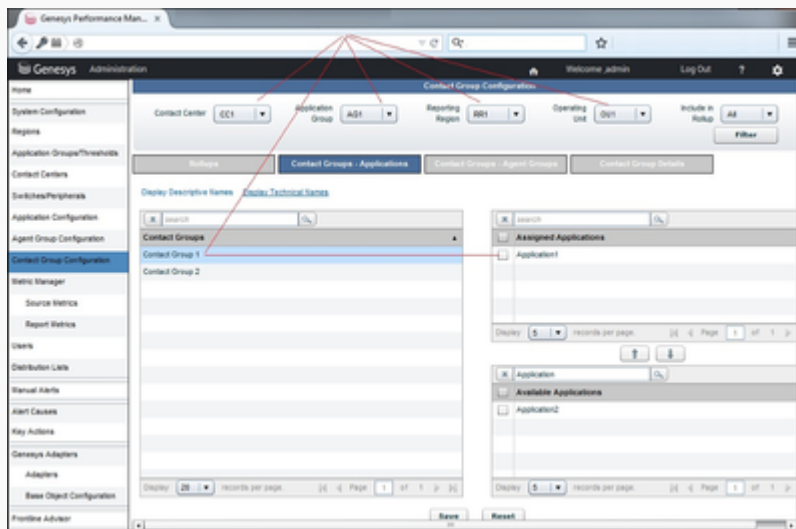 Genesys Performance Man...
Genesys Administration
Welcome ,admin
Log Out
?
Contact Group Configuration
Home
System Configuration
Regions
Application Groups/Thresholds
Contact Centers
Switches/Peripherals
Application Configuration
Agent Group Configuration
Contact Group Configuration
Metric Manager
Source Metrics
Report Metrics
Users
Distribution Lists
Manual Alerts
Alert Causes
Key Actions
Genesys Adapters
Adapters
Base Object Configuration
Frontline Advisor
Contact Center CC1
Application Group AG1
Reporting Region RR1
Operating Unit OU1
Include in Rollup All
Filter
Rollups
Contact Groups - Applications
Contact Groups - Agent Groups
Contact Group Details
Display Descriptive Names Display Technical Names
search
Contact Groups
Contact Group 1
Contact Group 2
Display 20 records per page. Page 1 of 1
search
Assigned Applications
Application1
Display 5 records per page. Page 1 of 1
Application
Available Applications
Application2
Display 5 records per page. Page 1 of 1
Save Reset